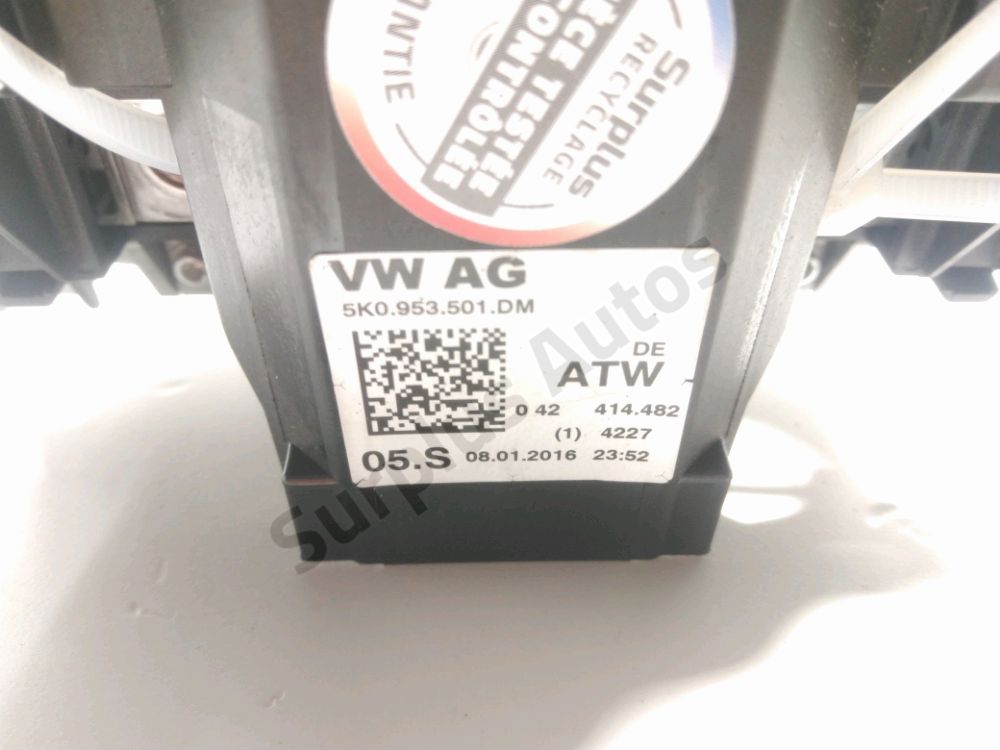 PIÈCE TESTÉE
CONTRÔLÉE
Surplus
RECYCLAGE
VW AG
5K0.953.501.DM
DE
ATW
0 42 414.482
(1) 4227
05.S 08.01.2016 23:52
Surplus Autos